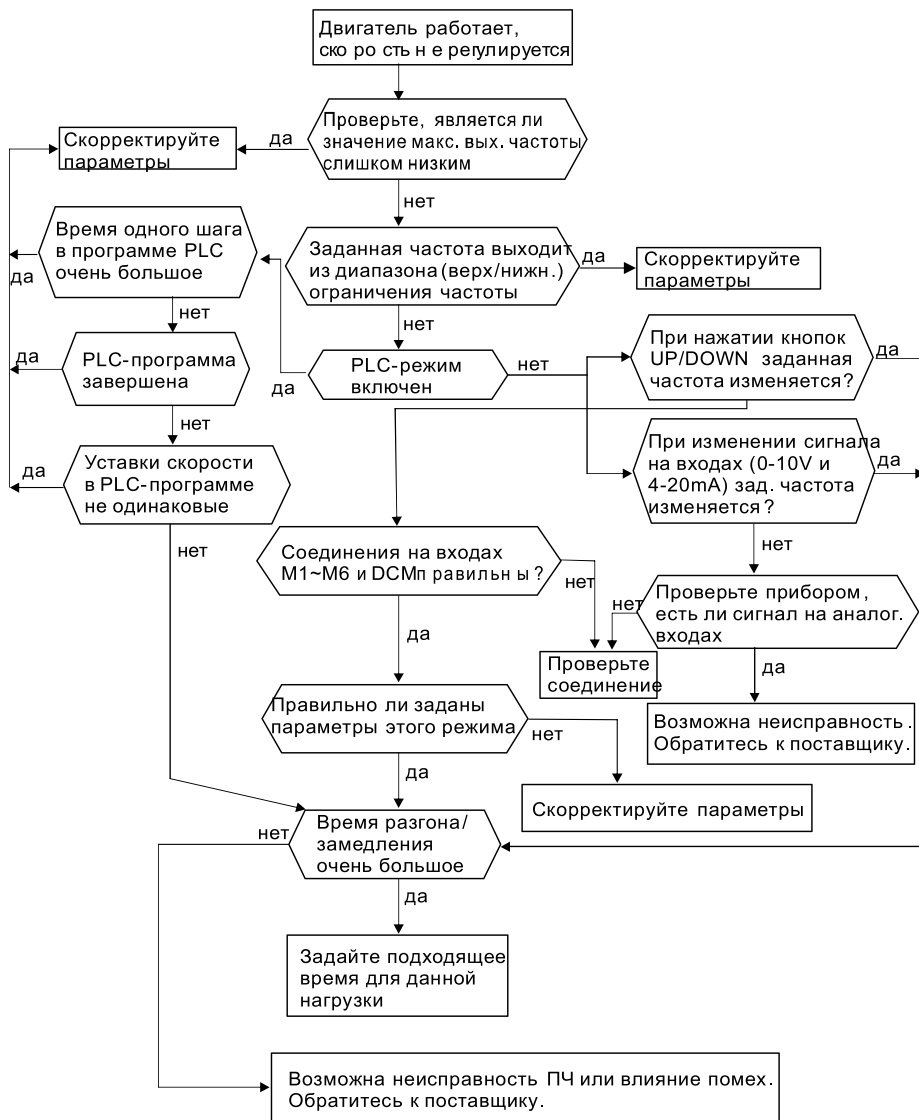 Двигатель работает,
ско ро сть н е регулируется
Проверьте, является ли
значение макс. вых. частоты
слишком низким
да
Скорректируйте
параметры
нет
Время одного шага
в программе PLC
очень большое
да
Заданная частота выходит
из диапазона (верх/нижн.)
ограничения частоты
да
Скорректируйте
параметры
нет
нет
PLC-программа
завершена
да
PLC-режим
включен
да
нет
При нажатии кнопок
UP/DOWN заданная
частота изменяется?
да
нет
Уставки скорости
в PLC-программе
не одинаковые
да
нет
При изменении сигнала
на входах (0-10V и
4-20mA) зад. частота
изменяется?
да
нет
Соединения на входах
M1~M6 и DCMп равильн ы ?
нет
да
Проверьте прибором,
есть ли сигнал на аналог.
входах
нет
да
Проверьте
соединение
Возможна неисправность.
Обратитесь к поставщику.
Правильно ли заданы
параметры этого режима
нет
да
Скорректируйте параметры
Время разгона/
замедления
очень большое
нет
да
Задайте подходящее
время для данной
нагрузки
Возможна неисправность ПЧ или влияние помех.
Обратитесь к поставщику.